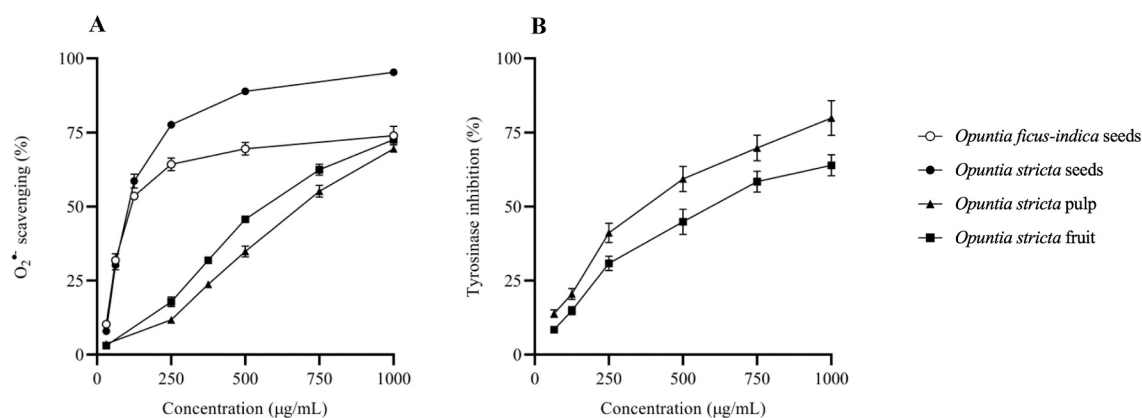 A
B
O₂•- scavenging (%)
100
75
50
25
0
0 250 500 750 1000
Concentration (μg/mL)
Tyrosinase inhibition (%)
100
75
50
25
0
0 250 500 750 1000
Concentration (μg/mL)
Opuntia ficus-indica seeds
Opuntia stricta seeds
Opuntia stricta pulp
Opuntia stricta fruit